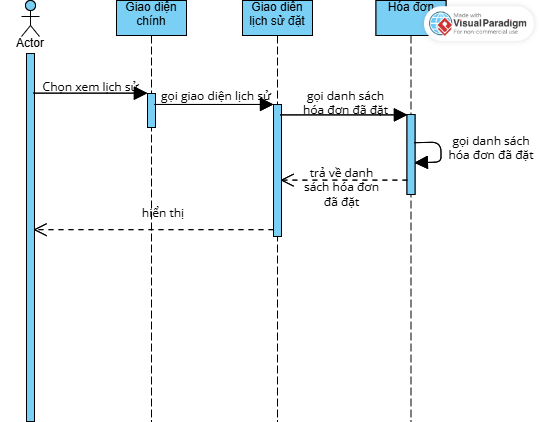 Giao diện
chính
Giao diên
lịch sử đặt
Hóa đơn
Made with
Visual Paradigm
For non-commercial use
Actor
Chon xem lich sử
gọi giao diện lịch sử
gọi danh sách
hóa đơn đã đặt
gọi danh sách
hóa đơn đã đặt
trả về danh
sách hóa đơn
đã đặt
hiển thị